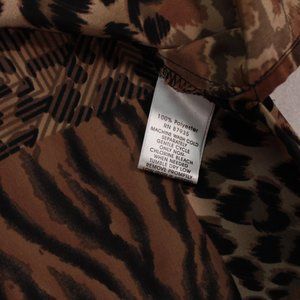 100% Polyester
RN 87935
MACHINE WASH COLD
SEPARATELY
GENTLE CYCLE
ONLY NON-
CHLORINE BLEACH
WHEN NEEDED
TUMBLE DRY LOW
REMOVE PROMPTLY